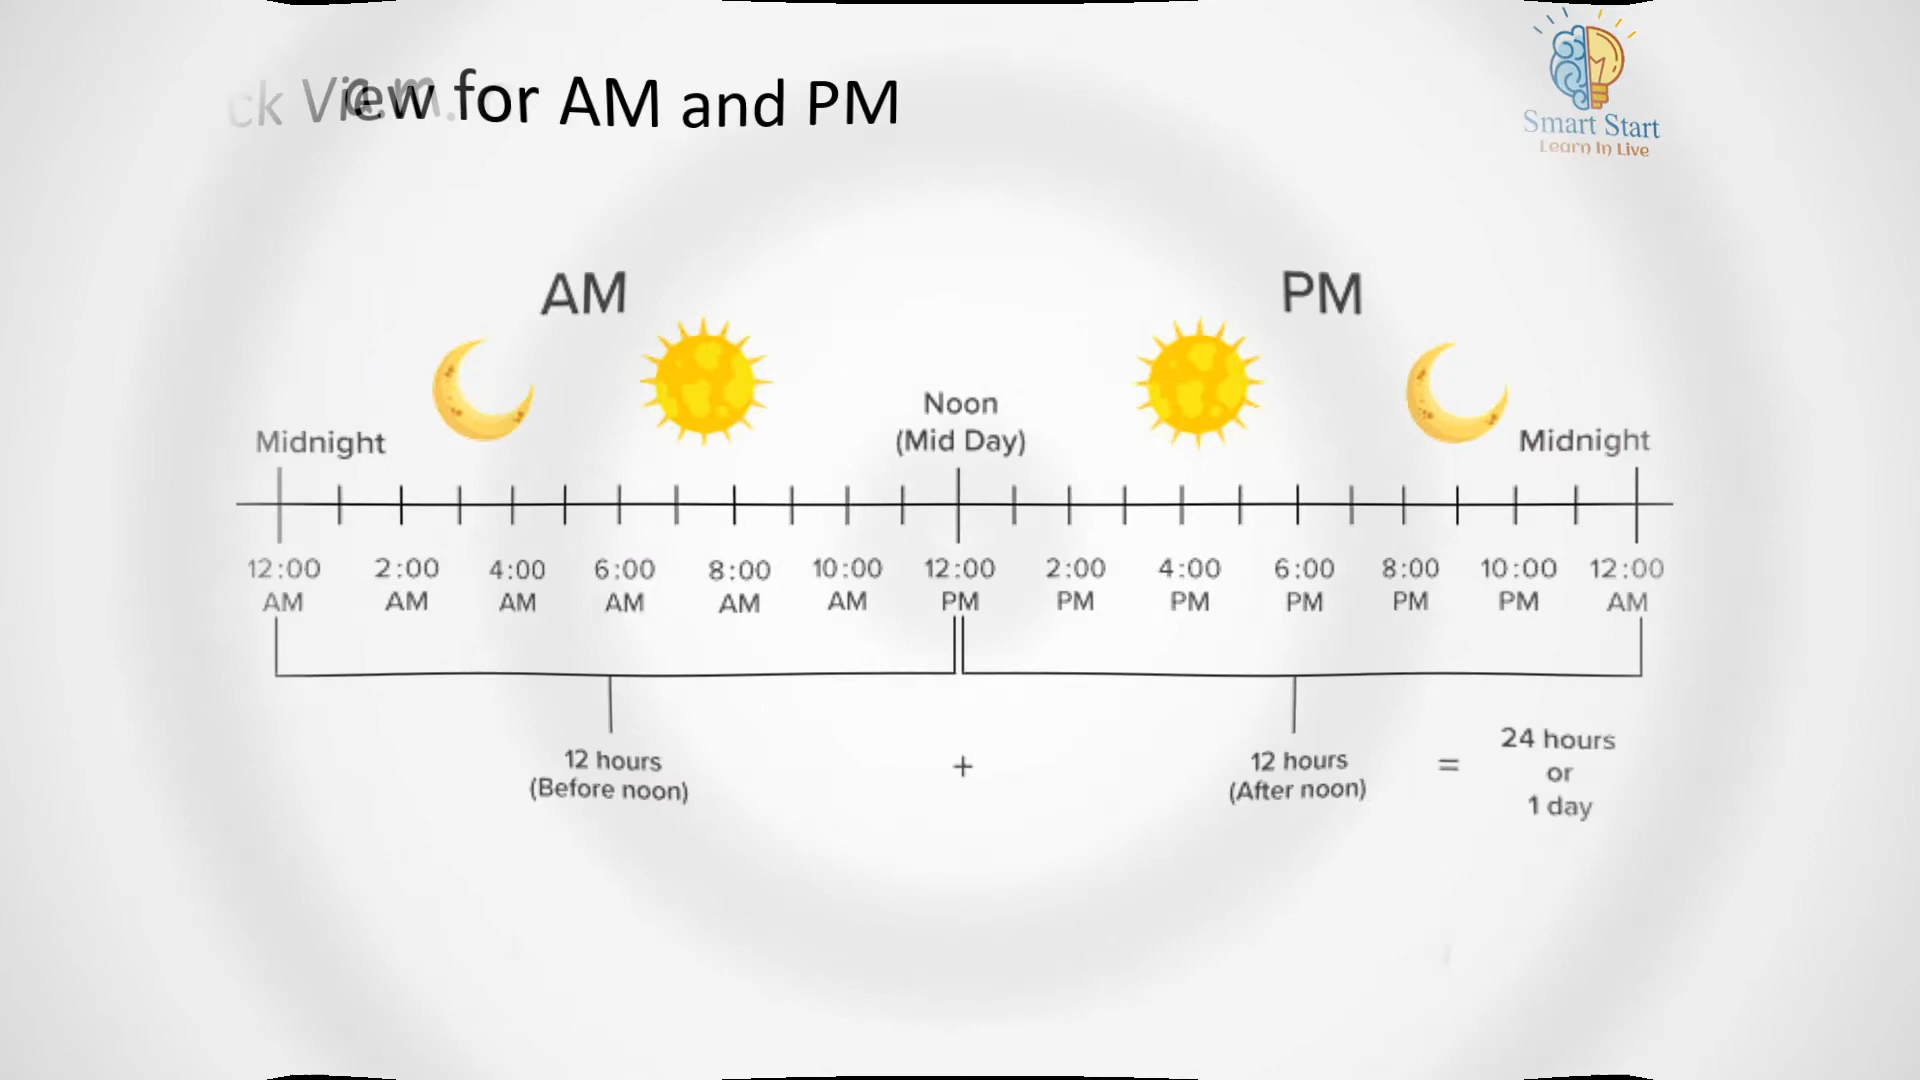 View for AM and PM
Smart Start
Learn In Live
AM
PM
Noon
(Mid Day)
Midnight
Midnight
12:00 AM
2:00 AM
4:00 AM
6:00 AM
8:00 AM
10:00 AM
12:00 PM
2:00 PM
4:00 PM
6:00 PM
8:00 PM
10:00 PM
12:00 AM
12 hours
(Before noon)
+
12 hours
(After noon)
=
24 hours
or
1 day